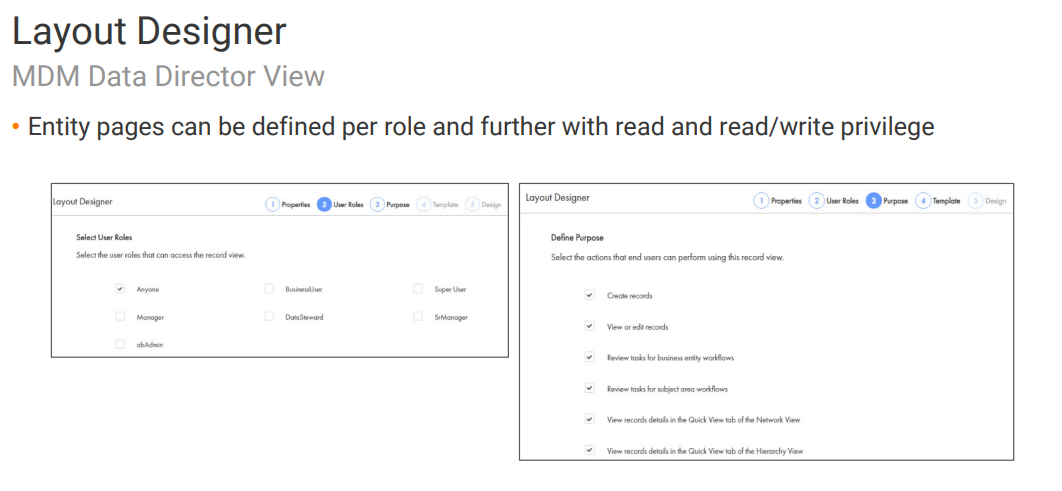 Layout Designer
MDM Data Director View
• Entity pages can be defined per role and further with read and read/write privilege
Layout Designer
1 Properties 2 User Roles 3 Purpose 4 Template 5 Design
Select User Roles
Select the user roles that can access the record view.
Anyone BusinessUser Super User
Manager DataSteward SrManager
obAdmin
Layout Designer
1 Properties 2 User Roles 3 Purpose 4 Template 5 Design
Define Purpose
Select the actions that end users can perform using this record view.
Create records
View or edit records
Review tasks for business entity workflows
Review tasks for subject area workflows
View records details in the Quick View tab of the Network View
View records details in the Quick View tab of the Hierarchy View